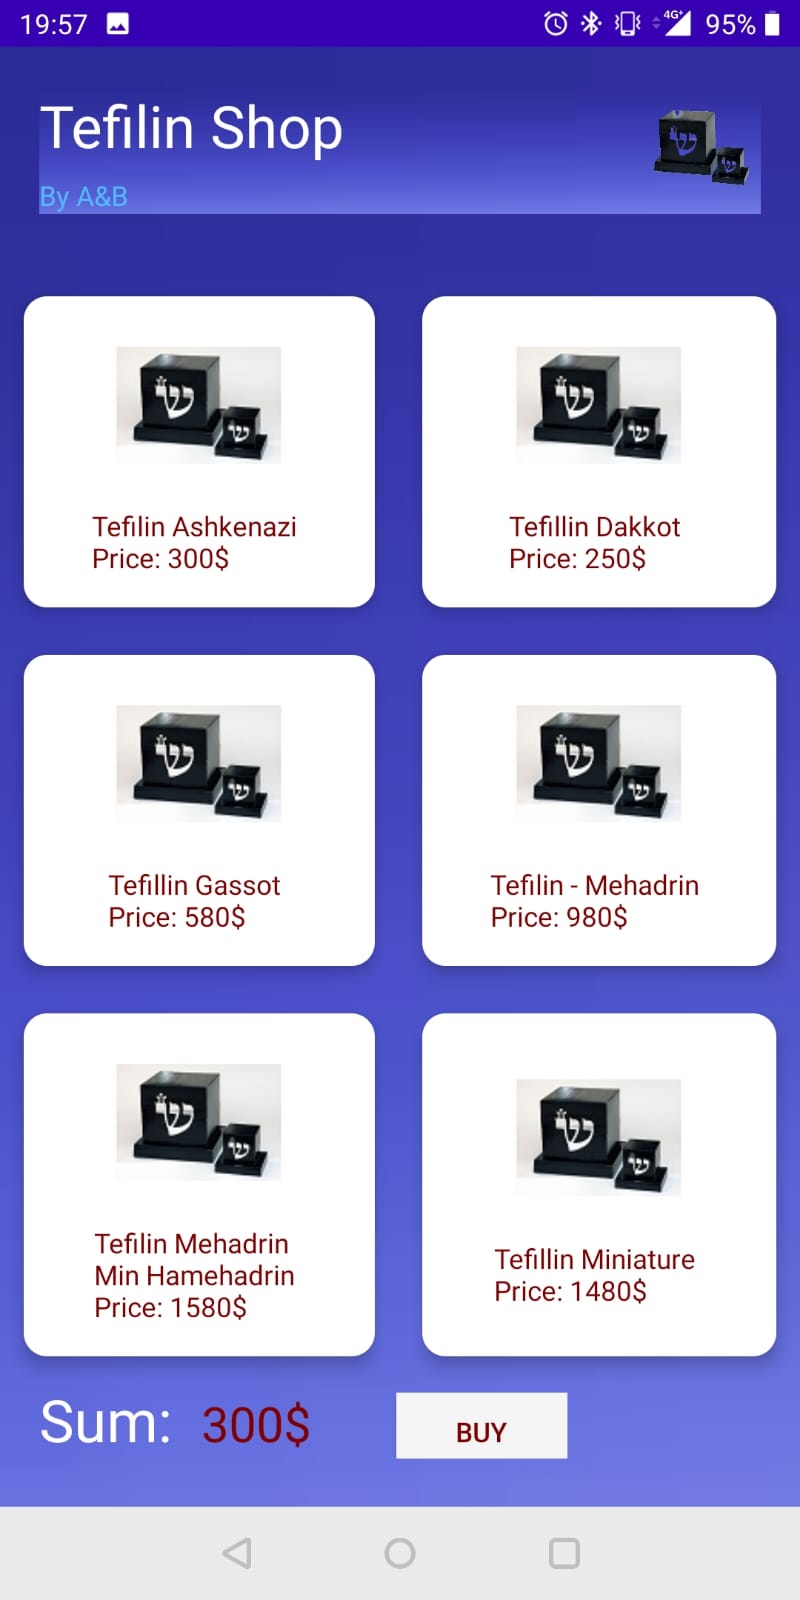 19:57
4G+ 95%
Tefilin Shop
By A&B
Tefilin Ashkenazi
Price: 300$
Tefillin Dakkot
Price: 250$
Tefillin Gassot
Price: 580$
Tefilin - Mehadrin
Price: 980$
Tefilin Mehadrin
Min Hamehadrin
Price: 1580$
Tefillin Miniature
Price: 1480$
Sum: 300$
BUY